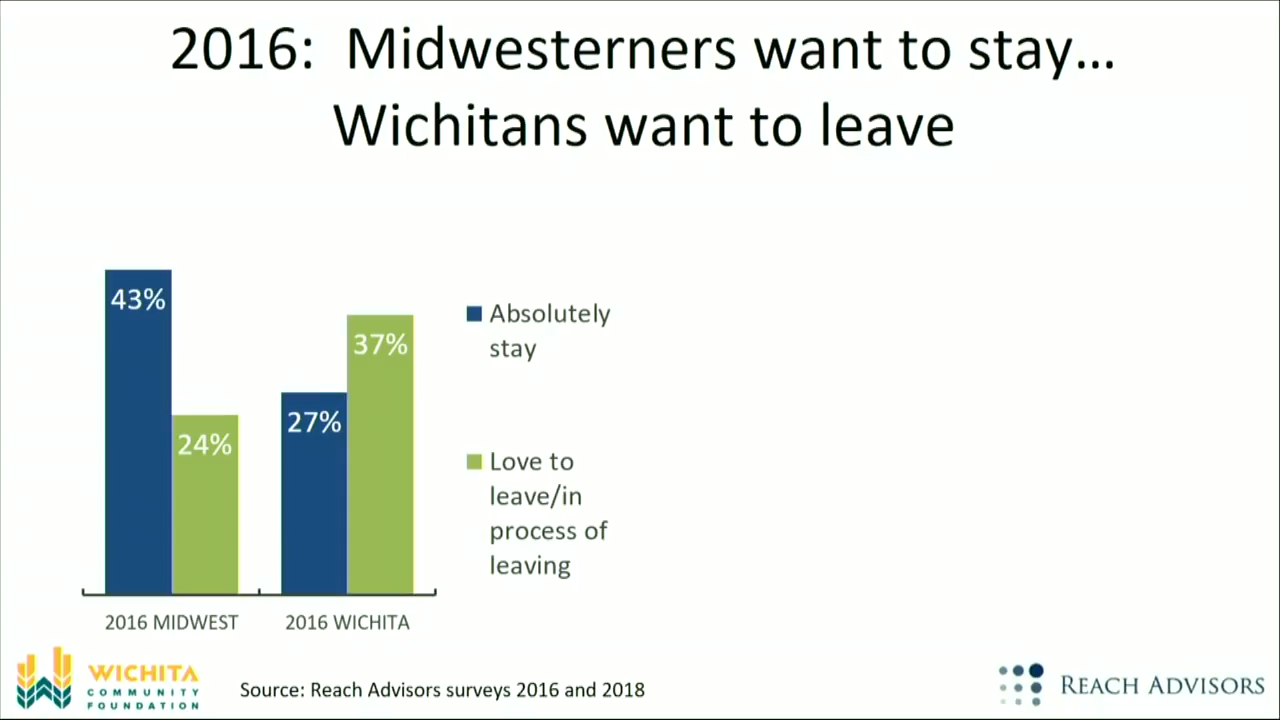 2016:  Midwesterners want to stay…
Wichitans want to leave
43%
24%
27%
37%
Absolutely
stay
Love to
leave/in
process of
leaving
2016 MIDWEST
2016 WICHITA
WICHITA
COMMUNITY
FOUNDATION
Source: Reach Advisors surveys 2016 and 2018
REACH ADVISORS